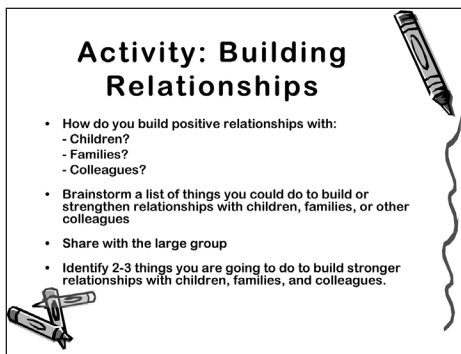 Activity: Building
Relationships
• How do you build positive relationships with:
- Children?
- Families?
- Colleagues?
• Brainstorm a list of things you could do to build or
strengthen relationships with children, families, or other
colleagues
• Share with the large group
• Identify 2-3 things you are going to do to build stronger
relationships with children, families, and colleagues.